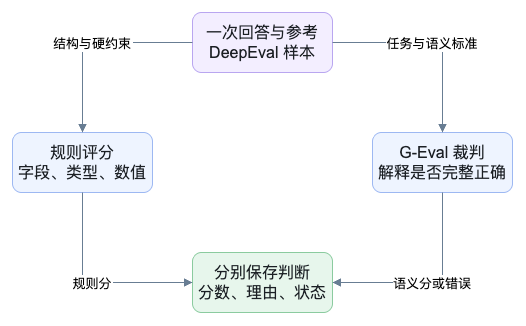 一次回答与参考
DeepEval 样本
结构与硬约束
任务与语义标准
规则评分
字段、类型、数值
G-Eval 裁判
解释是否完整正确
规则分
分别保存判断
分数、理由、状态
语义分或错误